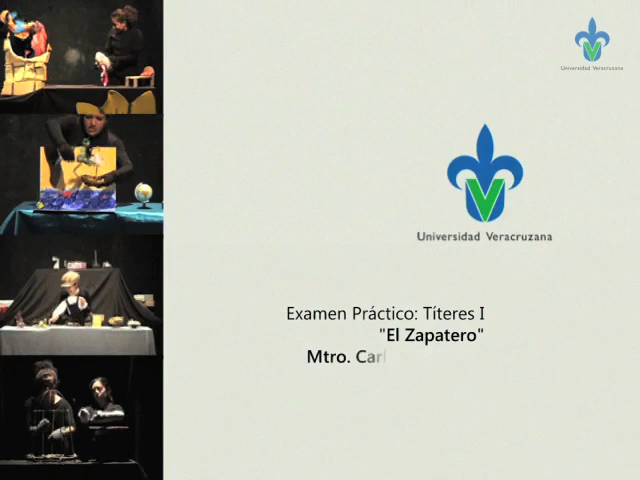 Universidad Veracruzana
Universidad Veracruzana
Examen Práctico: Títeres I
"El Zapatero"
Mtro.